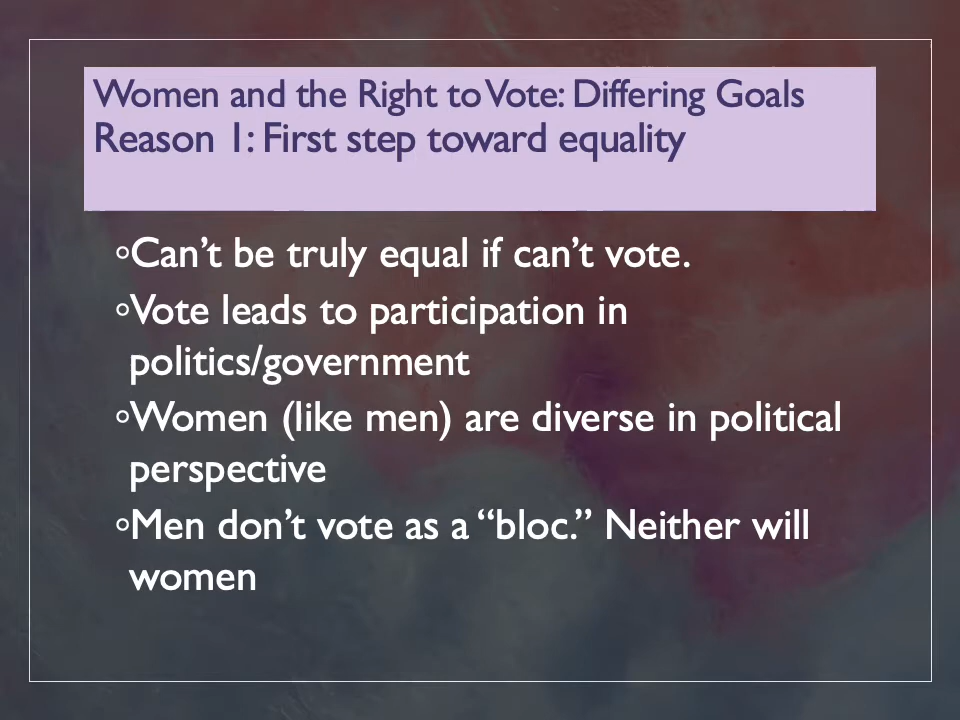 Women and the Right to Vote: Differing Goals
Reason 1: First step toward equality
◦Can’t be truly equal if can’t vote.
◦Vote leads to participation in
politics/government
◦Women (like men) are diverse in political
perspective
◦Men don’t vote as a “bloc.” Neither will
women